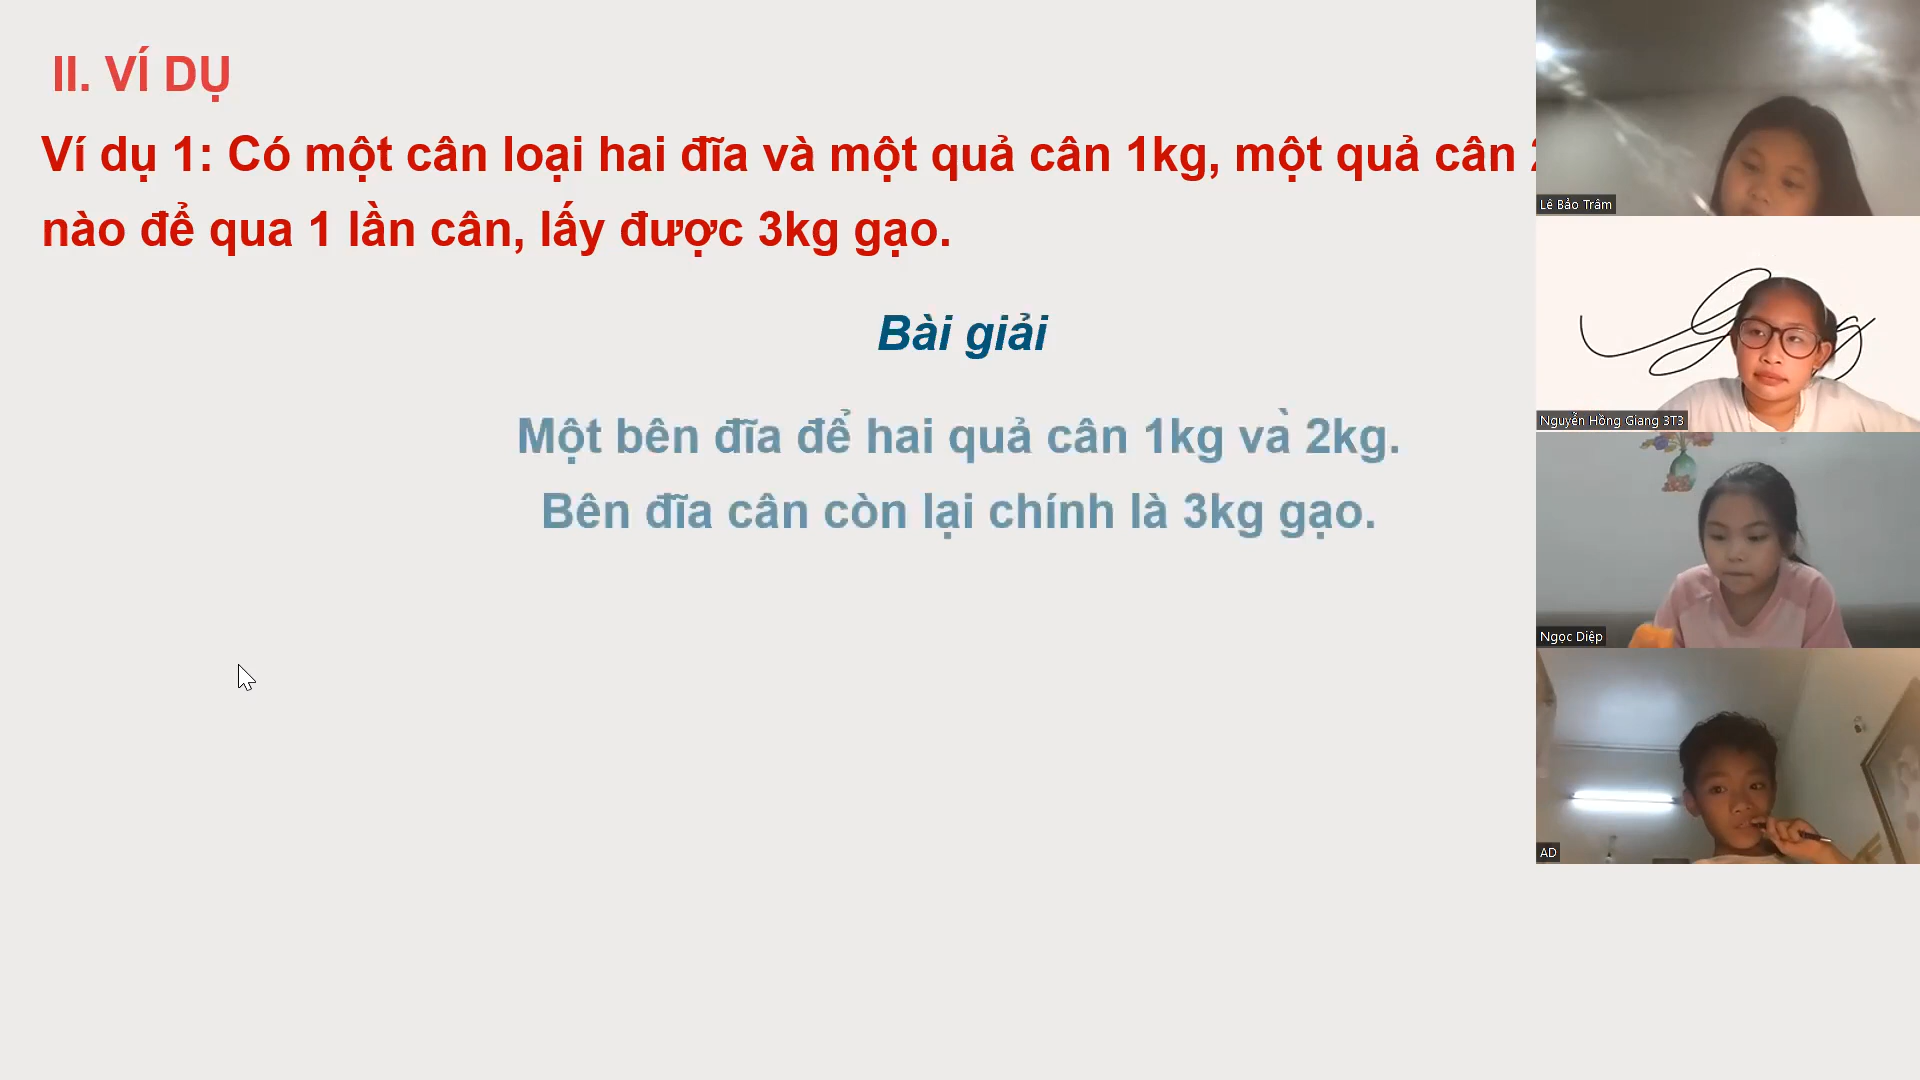 II. VÍ DỤ
Ví dụ 1: Có một cân loại hai đĩa và một quả cân 1kg, một quả cân
nào để qua 1 lần cân, lấy được 3kg gạo.
Bài giải
Một bên đĩa để hai quả cân 1kg và 2kg.
Bên đĩa cân còn lại chính là 3kg gạo.
Lê Bảo Trâm
Nguyễn Hồng Giang 3T3
Ngọc Diệp
AD